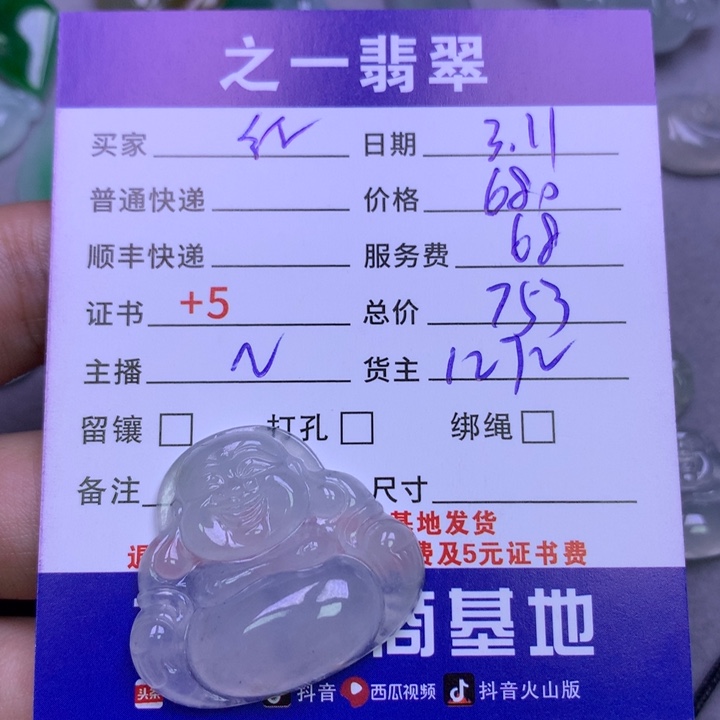 之一翡翠
买家 红 日期 3.11
普通快递 价格 680
顺丰快递 服务费 68
证书 +5 总价 753
主播 N 货主
留镶 打孔 绑绳
备注 尺寸
基地发货
费及5元证书费
商基地
头条 抖音 西瓜视频 抖音火山版